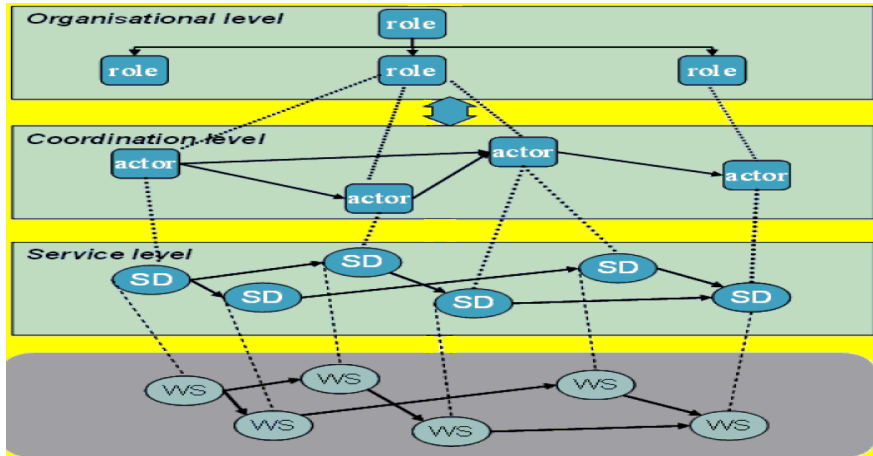 Organisational level
role
role
role
role
Coordination level
actor
actor
actor
actor
Service level
SD
SD
SD
SD
SD
SD
WS
WS
WS
WS
WS
WS